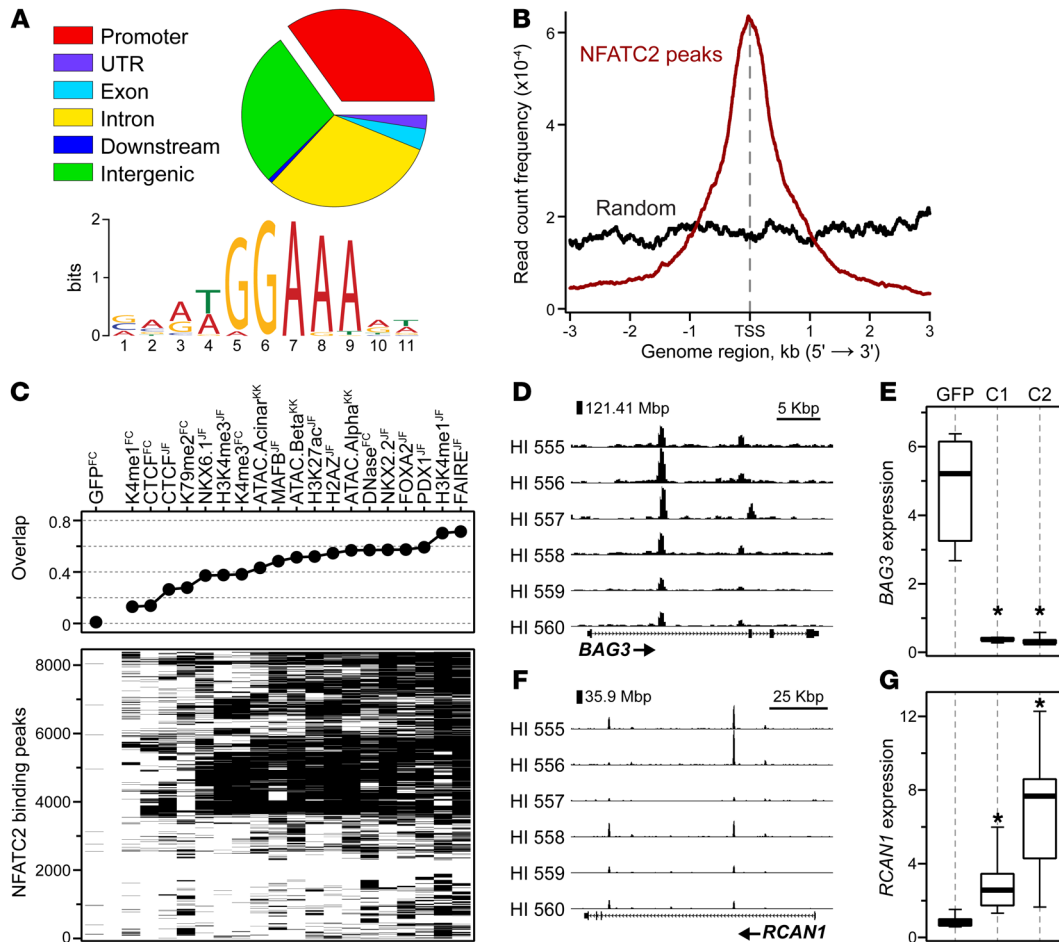 A
Promoter
UTR
Exon
Intron
Downstream
Intergenic
2
1
0
bits
GGAAA
1 2 3 4 5 6 7 8 9 10 11
B
NFATC2 peaks
Random
Read count frequency (x10-4)
6
4
2
0
-3 -2 -1 TSS 1 2 3
Genome region, kb (5' → 3')
C
GFPFC
K4me1FC
CTCFFC
CTCFJF
K79me2FC
NKX6.1JF
H3K4me3JF
K4me3FC
ATAC.AcinarKK
MAFBJF
ATAC.BetaKK
H3K27acJF
H2AZJF
ATAC.AlphaKK
DNaseFC
NKX2.2JF
FOXA2JF
PDX1JF
H3K4me1JF
FAIREJF
Overlap
0.8
0.4
0
NFATC2 binding peaks
8000
6000
4000
2000
0
D
121.41 Mbp
5 Kbp
HI 555
HI 556
HI 557
HI 558
HI 559
HI 560
BAG3 →
E
GFP C1 C2
BAG3 expression
6
4
2
0
* *
F
35.9 Mbp
25 Kbp
HI 555
HI 556
HI 557
HI 558
HI 559
HI 560
← RCAN1
G
RCAN1 expression
12
8
4
0
* *